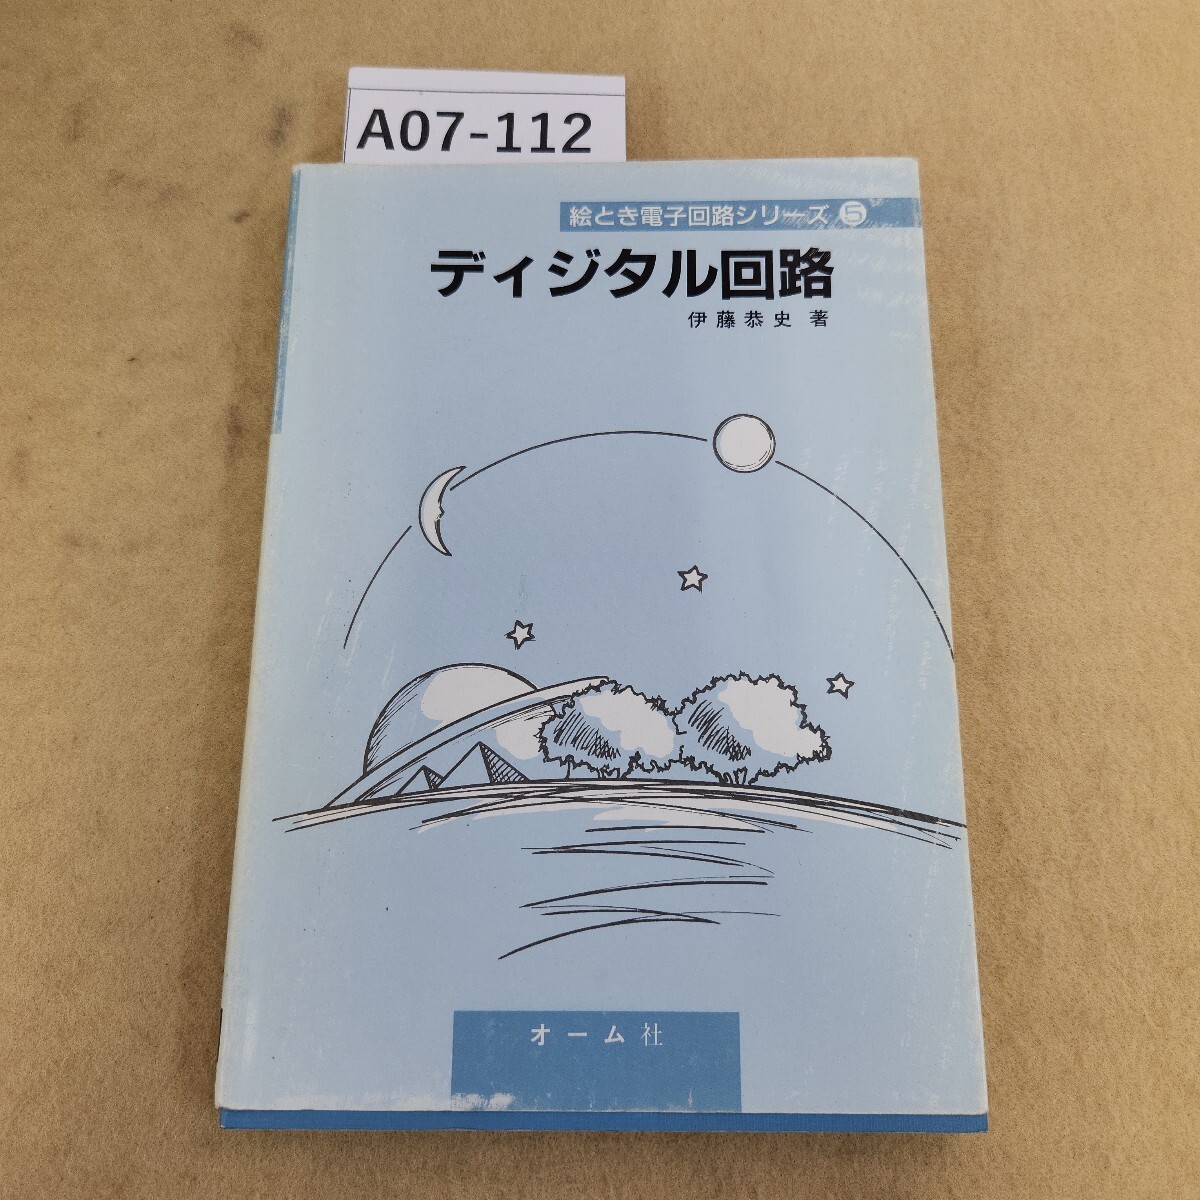 A07-112
絵とき電子回路シリーズ 5
ディジタル回路
伊藤恭史 著
オーム社